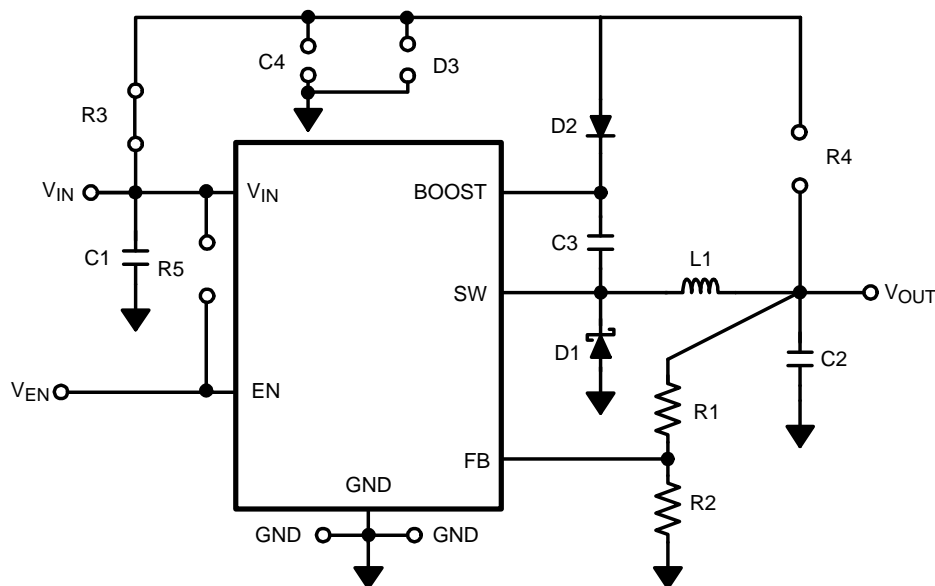 C4
D3
R3
D2
R4
VIN
VIN
BOOST
C1
R5
C3
L1
SW
VOUT
D1
C2
VEN
EN
R1
FB
GND
R2
GND
GND